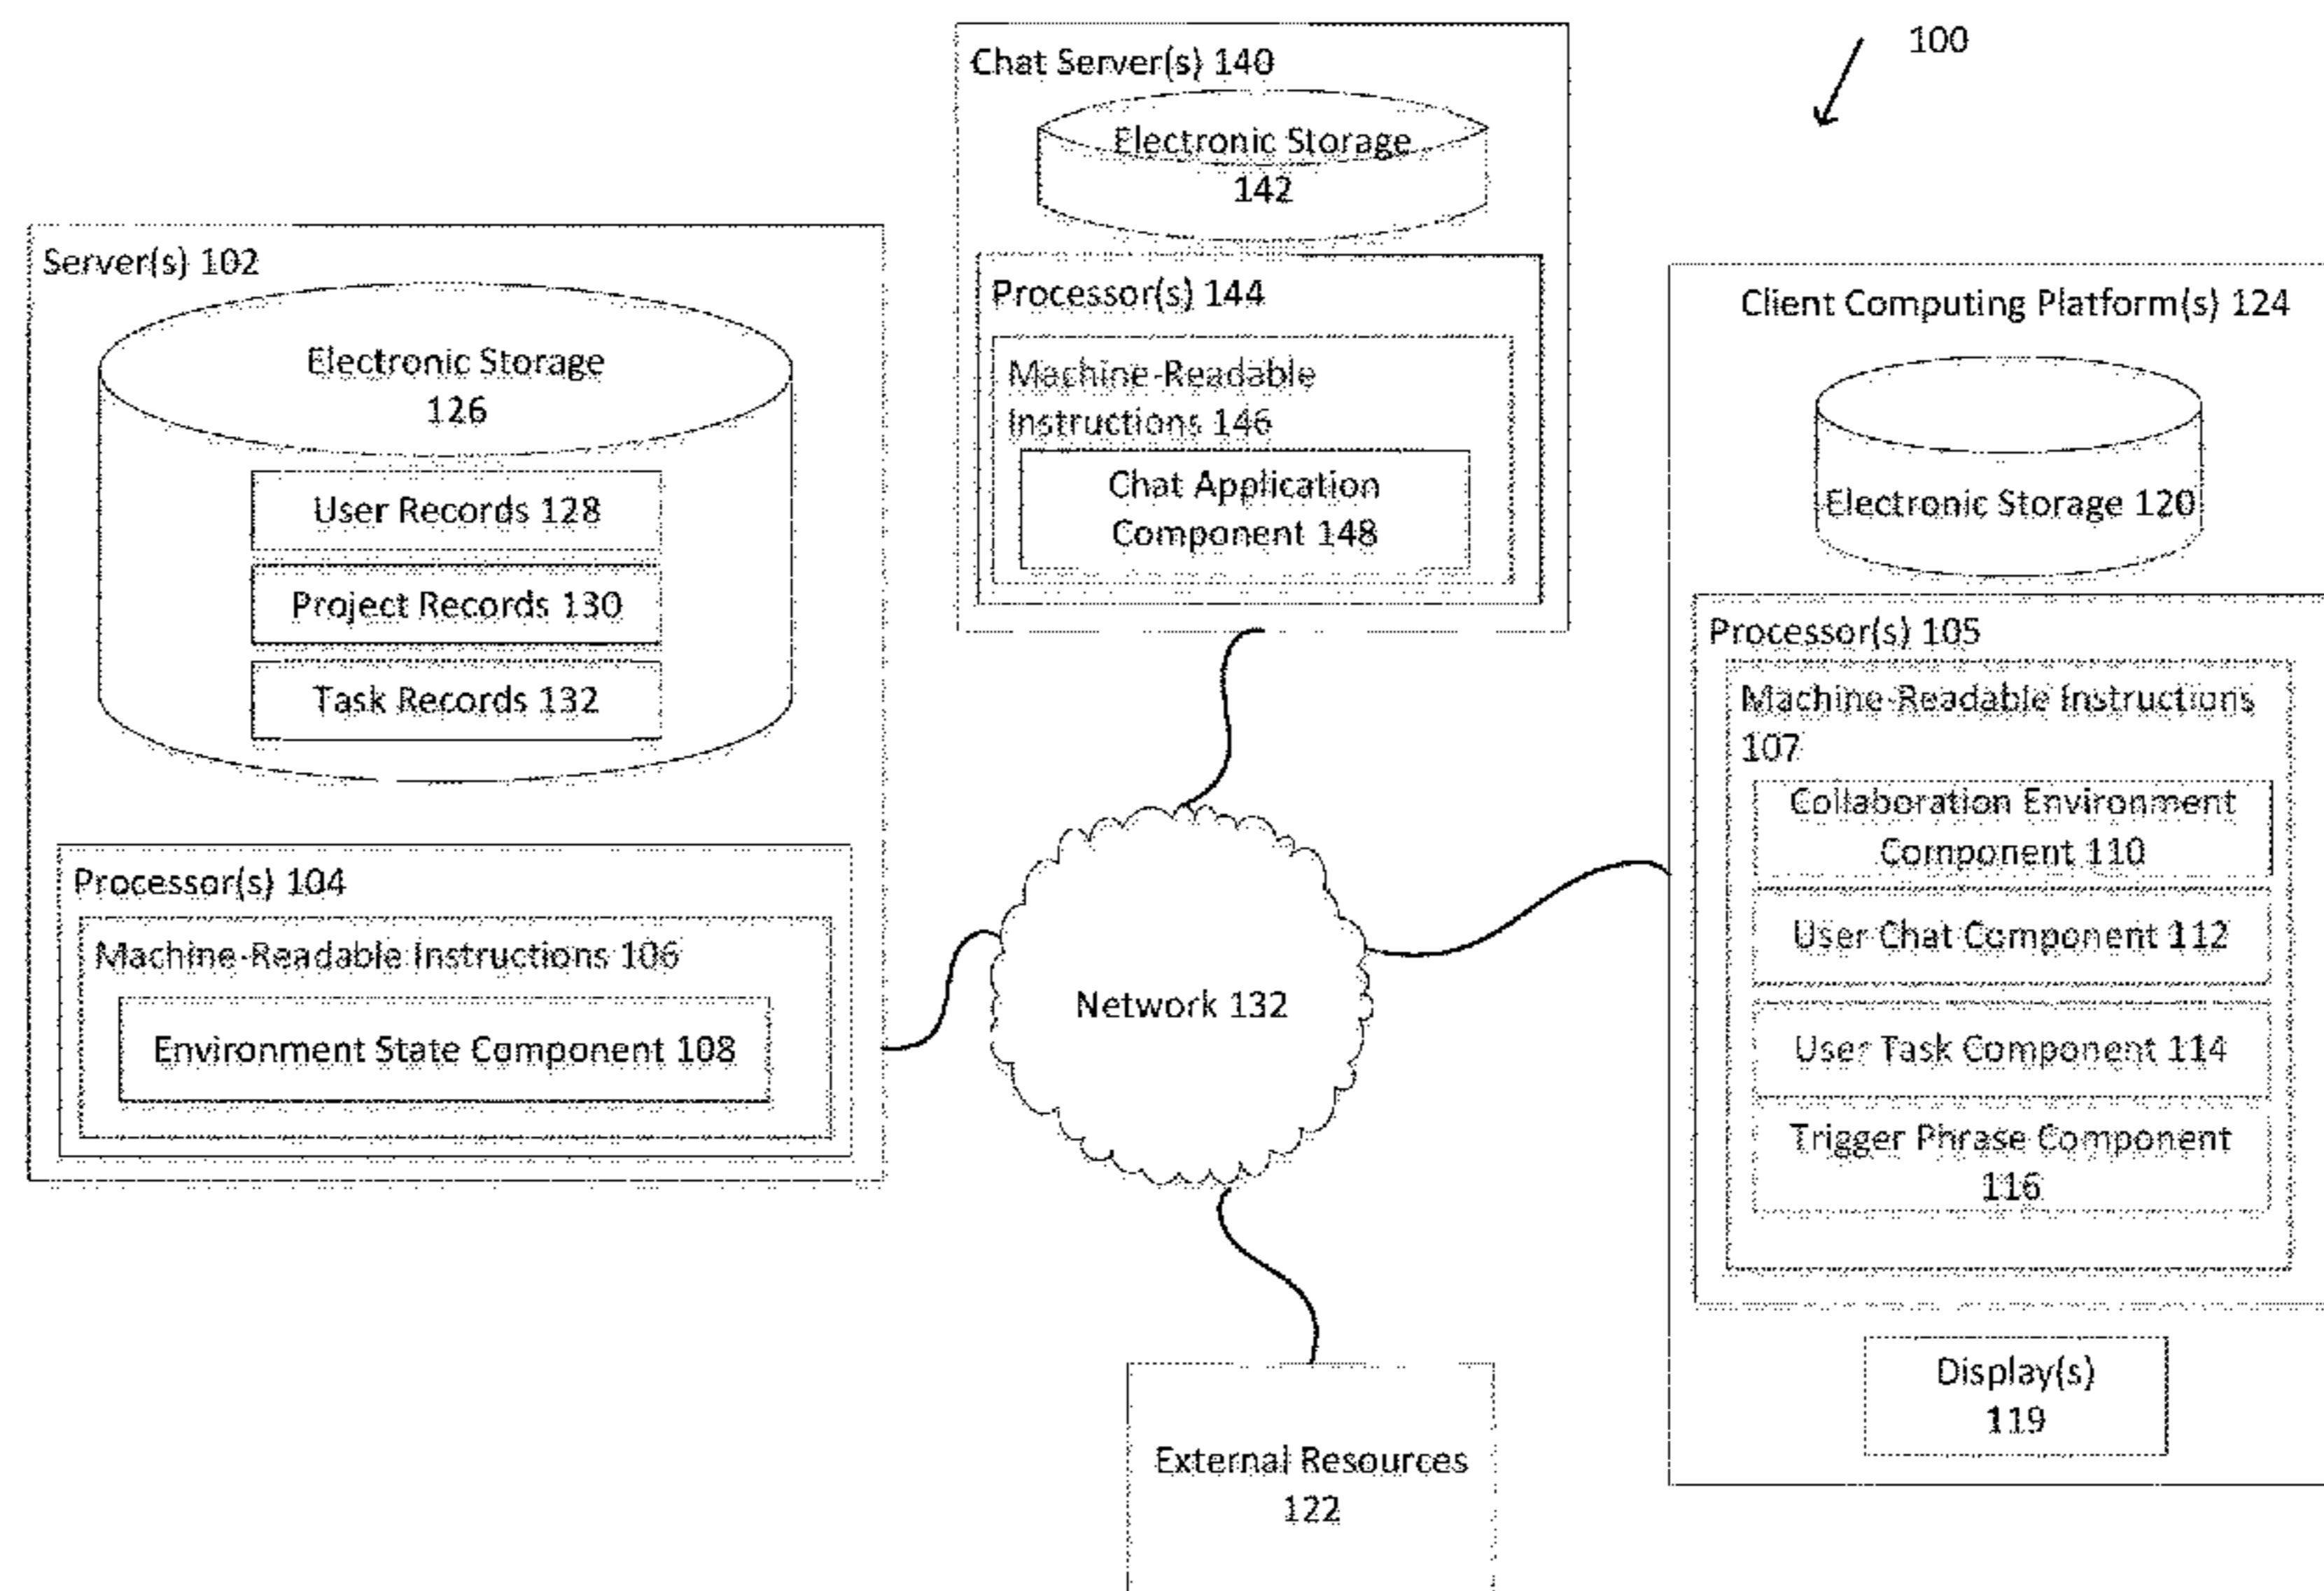 100
Chat Server(s) 140
Electronic Storage
142
Processor(s) 144
Machine-Readable
Instructions 146
Chat Application
Component 148
Server(s) 102
Electronic Storage
126
User Records 128
Project Records 130
Task Records 132
Processor(s) 104
Machine-Readable Instructions 106
Environment State Component 108
Network 132
External Resources
122
Client Computing Platform(s) 124
Electronic Storage 120
Processor(s) 105
Machine-Readable Instructions
107
Collaboration Environment
Component 110
User Chat Component 112
User Task Component 114
Trigger Phrase Component
116
Display(s)
119